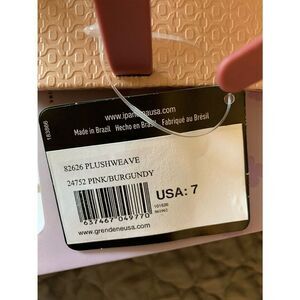 www.ipanemausa.com
Made in Brazil Hecho en Brasil Fabriqué au Brésil
82626 PLUSHWEAVE
24752 PINK/BURGUNDY
USA: 7
637467 049770
www.grendeneusa.com